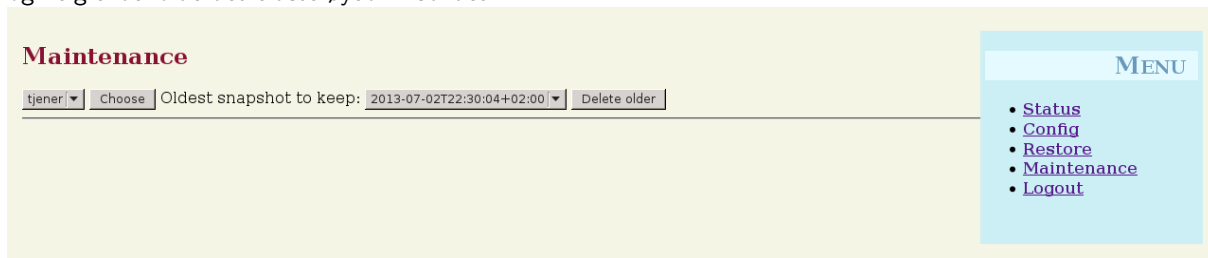 Maintenance
tjener Choose Oldest snapshot to keep: 2013-07-02T22:30:04+02:00 Delete older
MENU
Status
Config
Restore
Maintenance
Logout